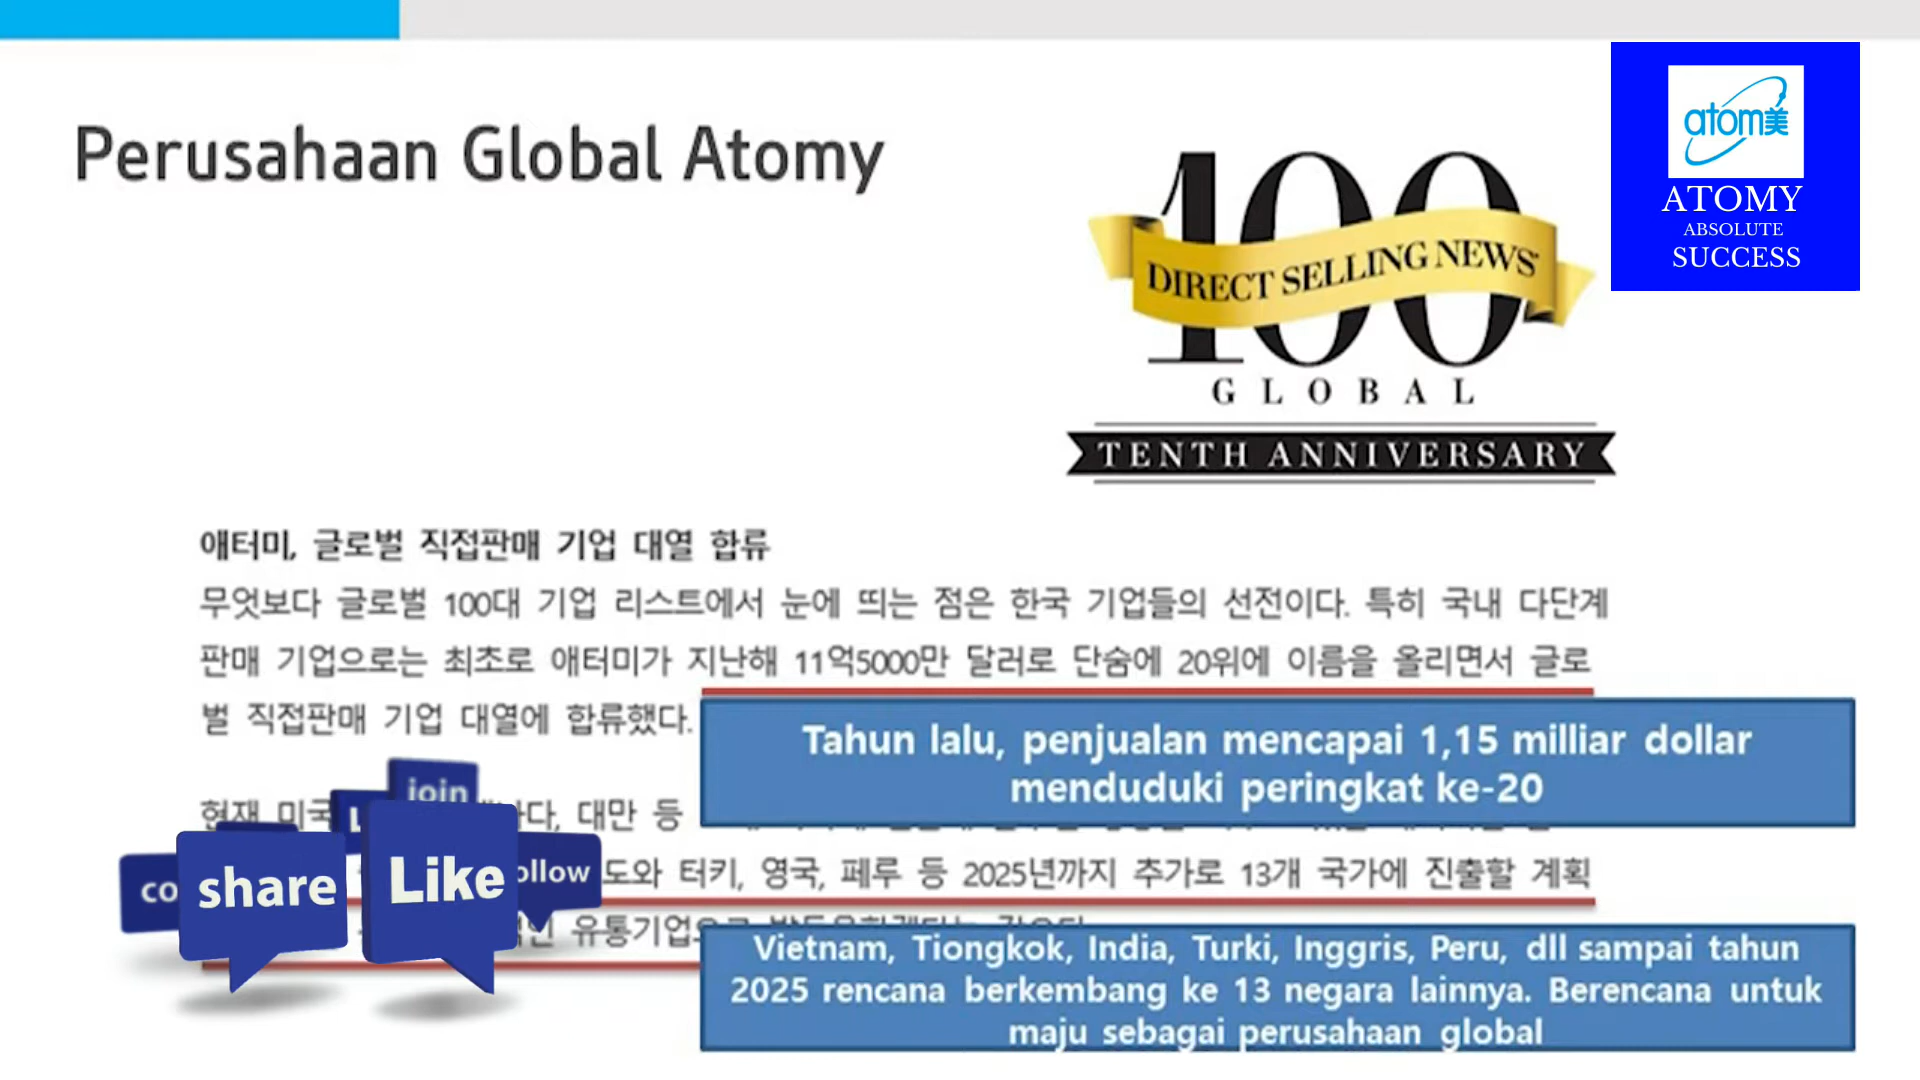 Perusahaan Global Atomy
atom美
ATOMY
ABSOLUTE
SUCCESS
100
DIRECT SELLING NEWS
GLOBAL
TENTH ANNIVERSARY
애터미, 글로벌 직접판매 기업 대열 합류
무엇보다 글로벌 100대 기업 리스트에서 눈에 띄는 점은 한국 기업들의 선전이다. 특히 국내 다단계
판매 기업으로는 최초로 애터미가 지난해 11억5000만 달러로 단숨에 20위에 이름을 올리면서 글로
벌 직접판매 기업 대열에 합류했다.
Tahun lalu, penjualan mencapai 1,15 milliar dollar
menduduki peringkat ke-20
현재 미국 대만 등
join
share
Like
ollow
co
도와 터키, 영국, 페루 등 2025년까지 추가로 13개 국가에 진출할 계획
유통기업
Vietnam, Tiongkok, India, Turki, Inggris, Peru, dll sampai tahun
2025 rencana berkembang ke 13 negara lainnya. Berencana untuk
maju sebagai perusahaan global